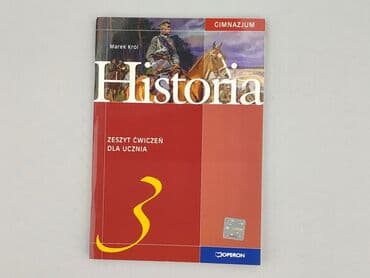 GIMNAZJUM
Marek Król
Historia
ZESZYT ĆWICZEŃ
DLA UCZNIA
3
OPERON